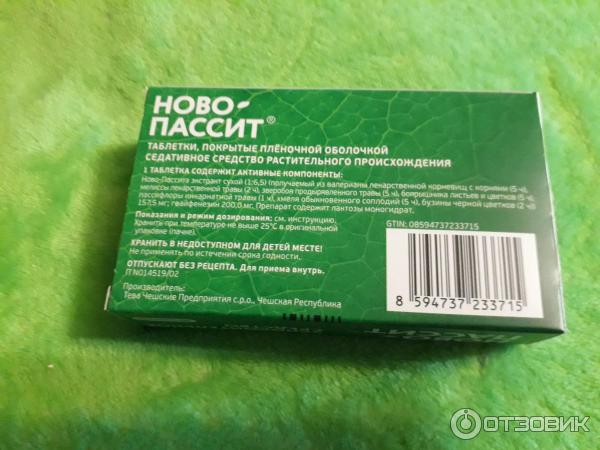 НОВО-
ПАССИТ®
ТАБЛЕТКИ, ПОКРЫТЫЕ ПЛЁНОЧНОЙ ОБОЛОЧКОЙ
СЕДАТИВНОЕ СРЕДСТВО РАСТИТЕЛЬНОГО ПРОИСХОЖДЕНИЯ
1 ТАБЛЕТКА СОДЕРЖИТ АКТИВНЫЕ КОМПОНЕНТЫ:
Ново-Пассита экстракт сухой (1:6,5) (получаемый из валерианы лекарственной корневищ с корнями (5 ч),
мелиссы лекарственной травы (2 ч), зверобоя продырявленного травы (5 ч), боярышника листьев и цветков (5 ч),
пассифлоры инкарнатной травы (1 ч), хмеля обыкновенного соплодий (5 ч), бузины черной цветков (2 ч))
157,5 мг; гвайфенезин 200,0 мг. Препарат содержит лактозы моногидрат.
Показания и режим дозирования: см. инструкцию.
Хранить при температуре не выше 25°С в оригинальной
упаковке (пачке).
ХРАНИТЬ В НЕДОСТУПНОМ ДЛЯ ДЕТЕЙ МЕСТЕ!
Не применять по истечении срока годности.
ОТПУСКАЮТ БЕЗ РЕЦЕПТА. Для приема внутрь.
П N014519/02
Производитель:
Тева Чешские Предприятия с.р.о., Чешская Республика
GTIN: 08594737233715
8 594737 233715
ОТЗОВИК